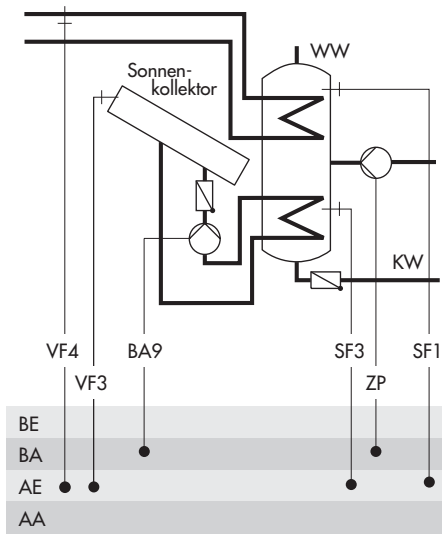 WW
Sonnen-
kollektor
KW
VF4
BA9
SF3
SF1
VF3
ZP
BE
BA
AE
AA